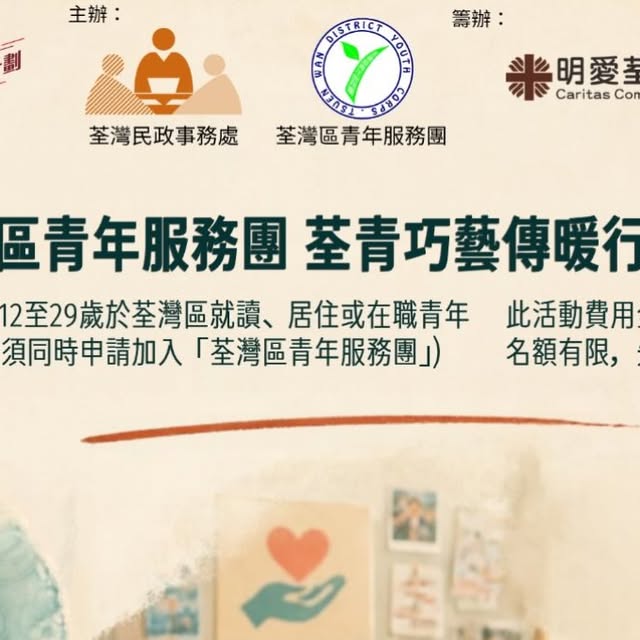 主辦：
籌辦：
劃
TSUEN WAN DISTRICT YOUTH CORPS.
明愛荃
Caritas Com
荃灣民政事務處
荃灣區青年服務團
區青年服務團 荃青巧藝傳暖行
12至29歲於荃灣區就讀、居住或在職青年
須同時申請加入「荃灣區青年服務團」)
此活動費用
名額有限，